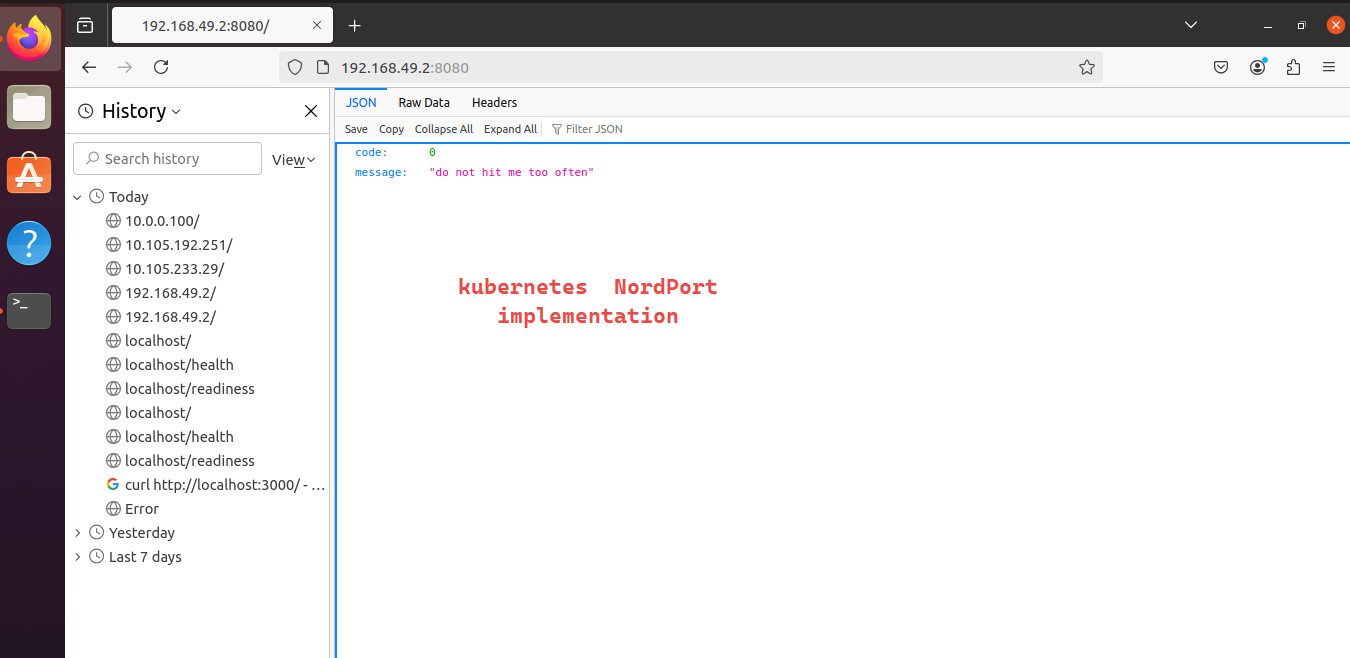 192.168.49.2:8080/
192.168.49.2:8080
History
Search history
View
Today
10.0.0.100/
10.105.192.251/
10.105.233.29/
192.168.49.2/
192.168.49.2/
localhost/
localhost/health
localhost/readiness
localhost/
localhost/health
localhost/readiness
curl http://localhost:3000/ - ...
Error
Yesterday
Last 7 days
JSON Raw Data Headers
Save Copy Collapse All Expand All Filter JSON
code: 0
message: "do not hit me too often"
kubernetes NordPort
implementation